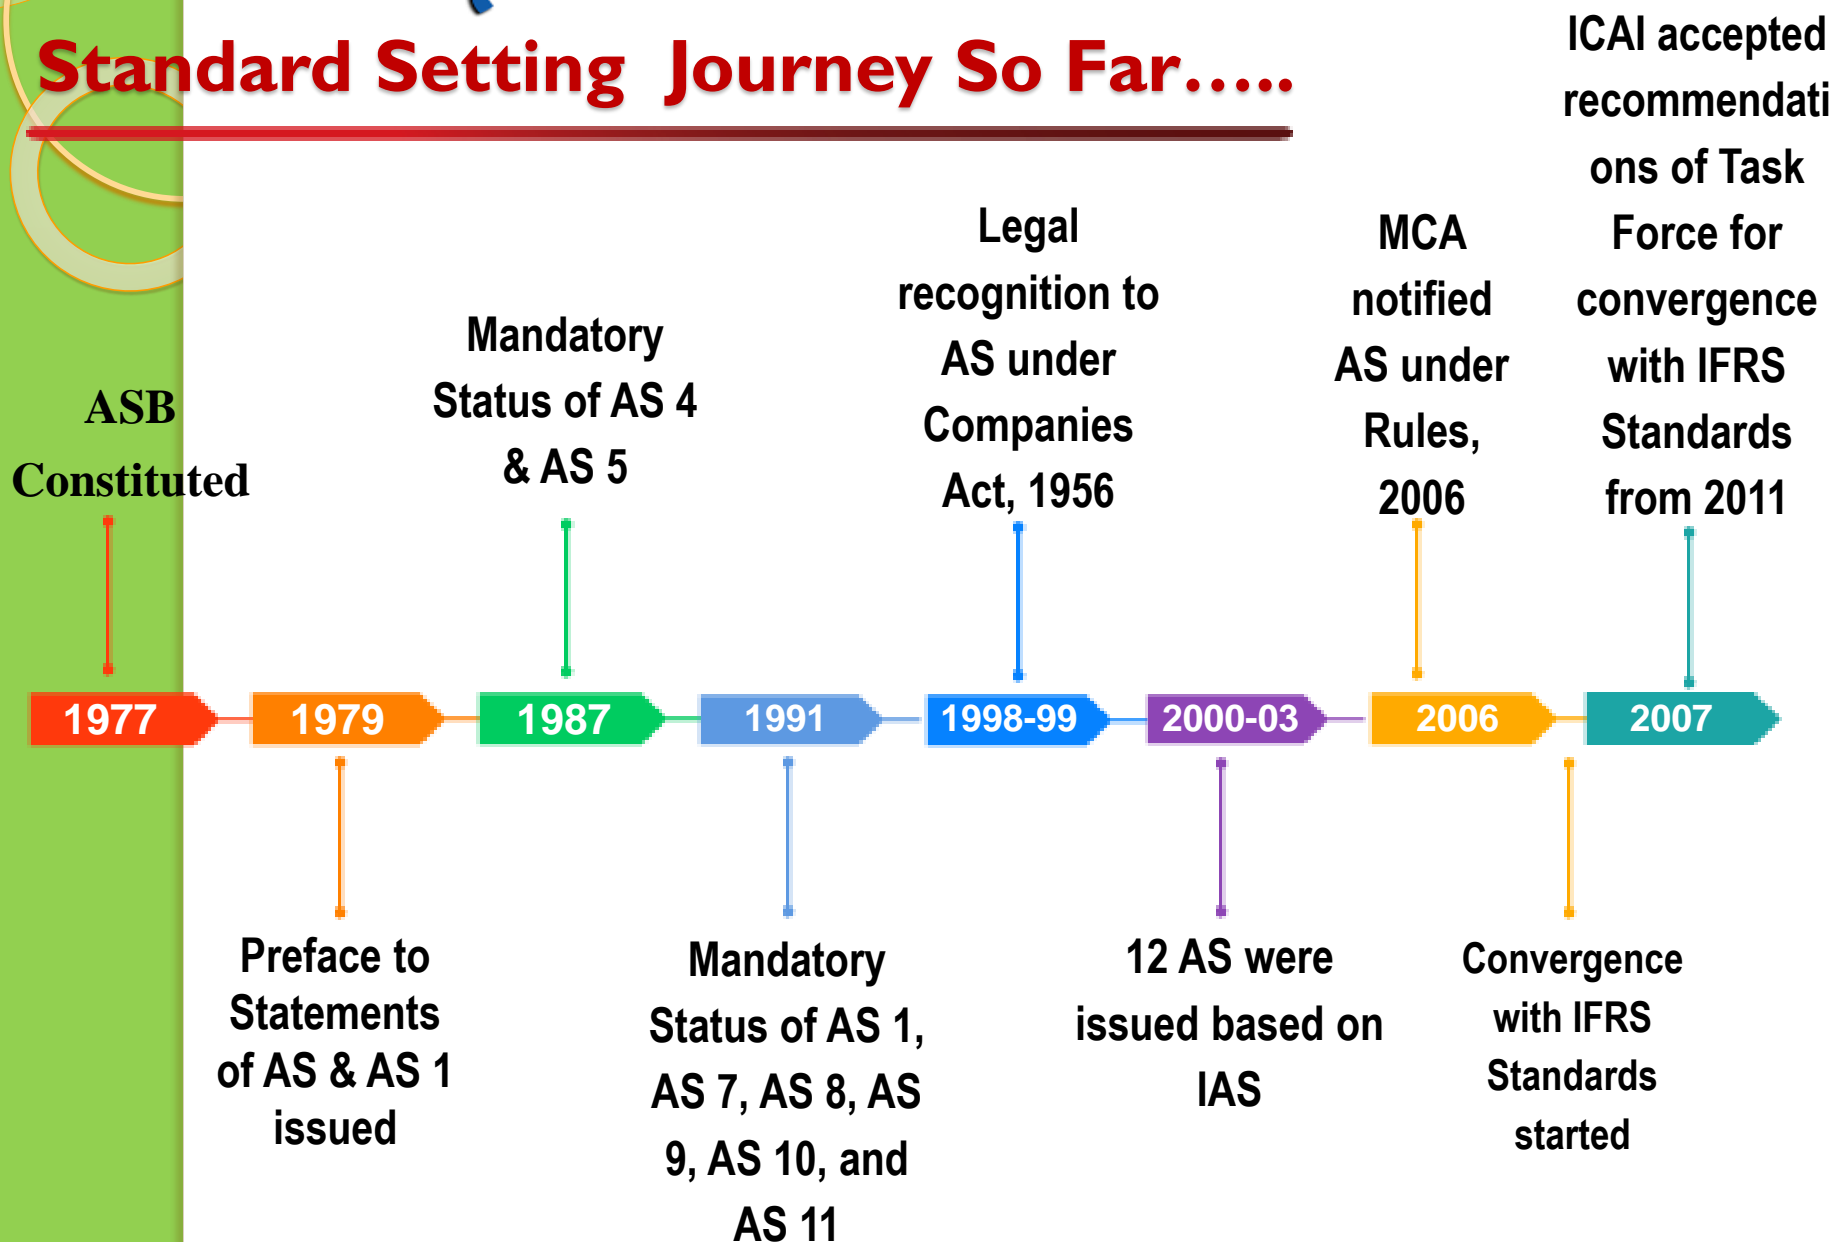 Standard Setting Journey So Far.....
ICAI accepted
recommendati
ons of Task
Force for
convergence
with IFRS
Standards
from 2011
MCA
notified
AS under
Rules,
2006
Legal
recognition to
AS under
Companies
Act, 1956
Mandatory
Status of AS 4
& AS 5
ASB
Constituted
1977
1979
1987
1991
1998-99
2000-03
2006
2007
Preface to
Statements
of AS & AS 1
issued
Mandatory
Status of AS 1,
AS 7, AS 8, AS
9, AS 10, and
AS 11
12 AS were
issued based on
IAS
Convergence
with IFRS
Standards
started